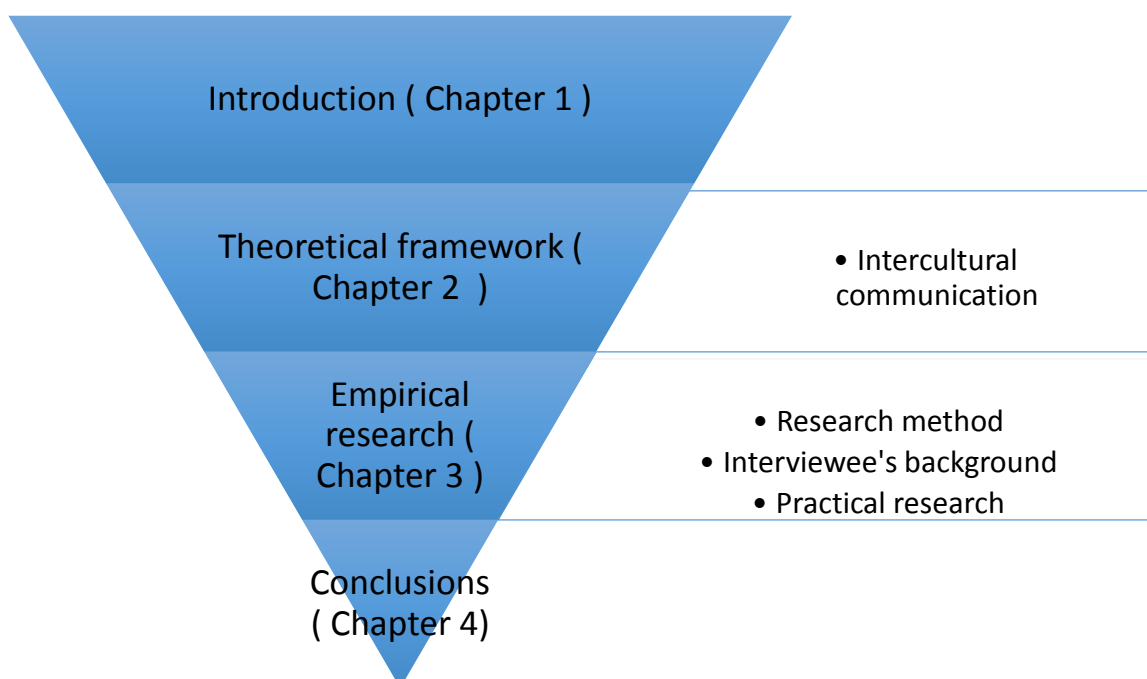 Introduction ( Chapter 1 )
Theoretical framework (
Chapter 2  )
• Intercultural
communication
Empirical
research (
Chapter 3 )
• Research method
• Interviewee's background
• Practical research
Conclusions
( Chapter 4)